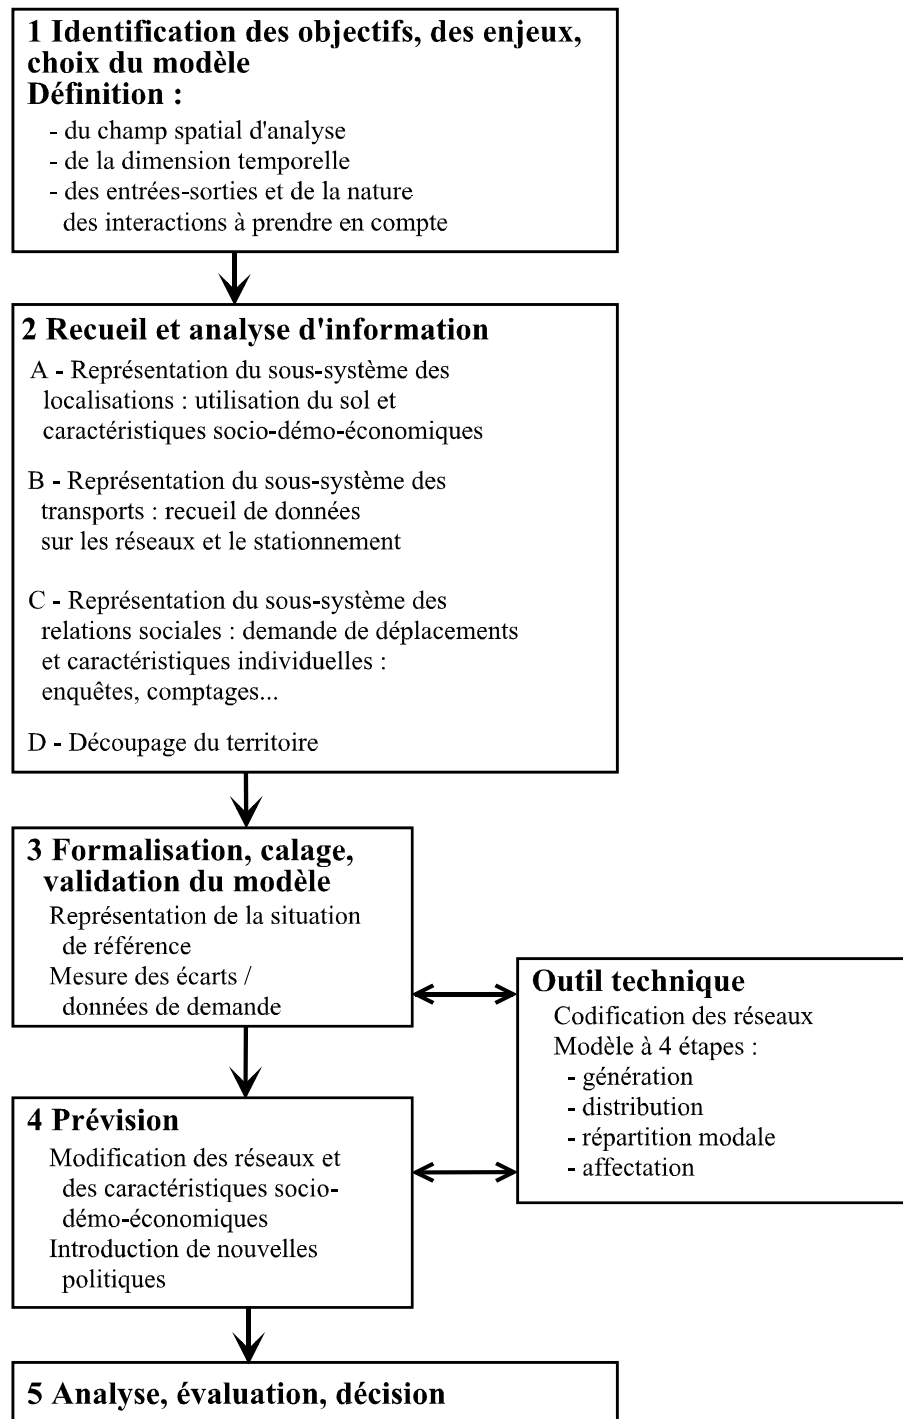 1 Identification des objectifs, des enjeux,
choix du modèle
Définition :
- du champ spatial d'analyse
- de la dimension temporelle
- des entrées-sorties et de la nature
des interactions à prendre en compte
2 Recueil et analyse d'information
A - Représentation du sous-système des
localisations : utilisation du sol et
caractéristiques socio-démo-économiques
B - Représentation du sous-système des
transports : recueil de données
sur les réseaux et le stationnement
C - Représentation du sous-système des
relations sociales : demande de déplacements
et caractéristiques individuelles :
enquêtes, comptages...
D - Découpage du territoire
3 Formalisation, calage,
validation du modèle
Représentation de la situation
de référence
Mesure des écarts /
données de demande
Outil technique
Codification des réseaux
Modèle à 4 étapes :
- génération
- distribution
- répartition modale
- affectation
4 Prévision
Modification des réseaux et
des caractéristiques socio-
démo-économiques
Introduction de nouvelles
politiques
5 Analyse, évaluation, décision